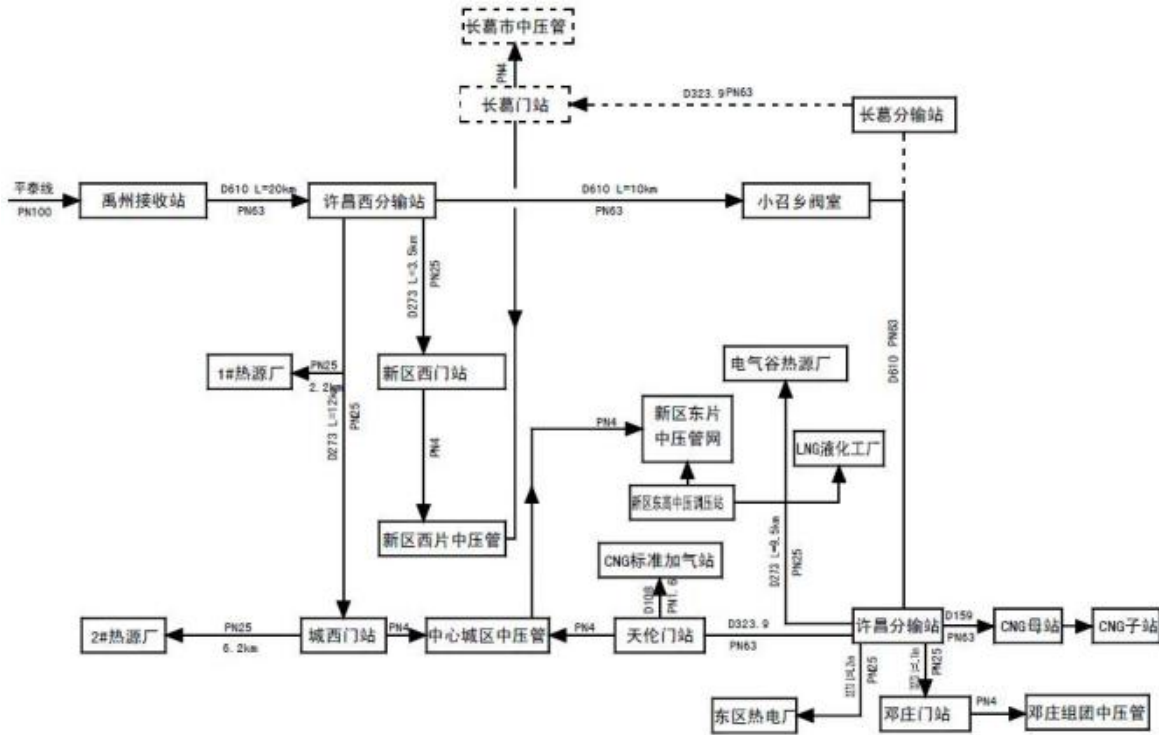 长葛市中压管
PN4
长葛门站
D323.9 PN63
长葛分输站
平泰线
PN100
禹州接收站
D610 L=20km
PN63
许昌西分输站
D610 L=10km
PN63
小召乡阀室
D273 L=3.5km
PN25
D610 PN63
1#热源厂
PN25
2.2km
新区西门站
电气谷热源厂
D273 L=12km
PN25
PN4
PN4
新区东片
中压管网
LNG液化工厂
新区东高中压调压站
新区西片中压管
D273 L=9.5km
PN25
CNG标准加气站
D108
PN1.6
2#热源厂
PN25
6.2km
城西门站
PN4
中心城区中压管
PN4
天伦门站
D323.9
PN63
许昌分输站
D159
PN63
CNG母站
CNG子站
PN25
PN25
东区热电厂
邓庄门站
PN4
邓庄组团中压管